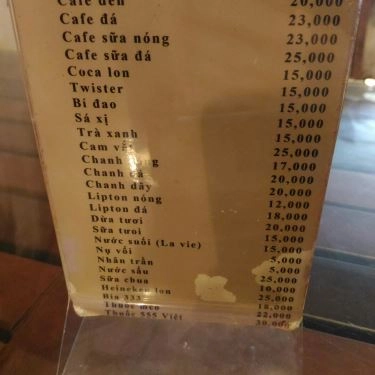 Cafe đen 20,000
Cafe đá 23,000
Cafe sữa nóng 23,000
Cafe sữa đá 25,000
Coca lon 15,000
Twister 15,000
Bí đao 15,000
Sá xị 15,000
Trà xanh 15,000
Cam vắt 25,000
Chanh nóng 17,000
Chanh đá 20,000
Chanh dây 20,000
Lipton nóng 12,000
Lipton đá 18,000
Dừa tươi 20,000
Sữa tươi 15,000
Nước suối (La vie) 15,000
Nụ vối 5,000
Nhân trần 5,000
Nước sấu 25,000
Sữa chua 10,000
Heineken lon 25,000
Bia 333 18,000
Thuốc mèo 22,000
Thuốc 555 Việt 30,000